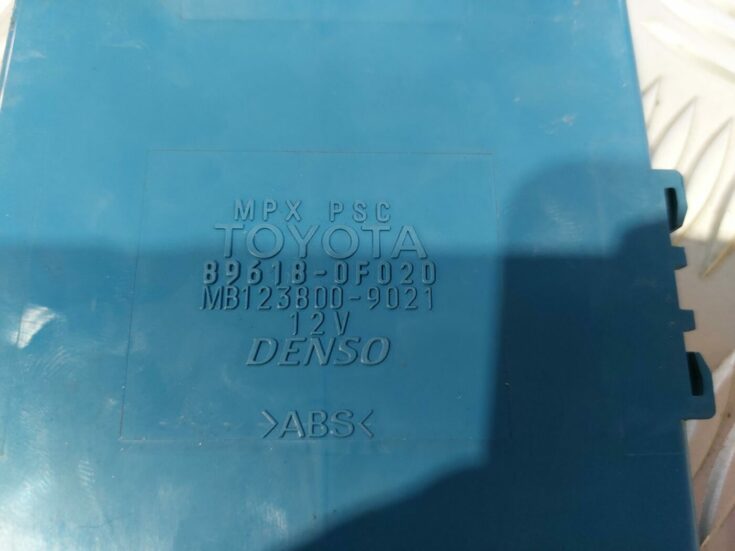 MPX PSC
TOYOTA
89618-0F020
MB123800-9021
12V
DENSO
>ABS<